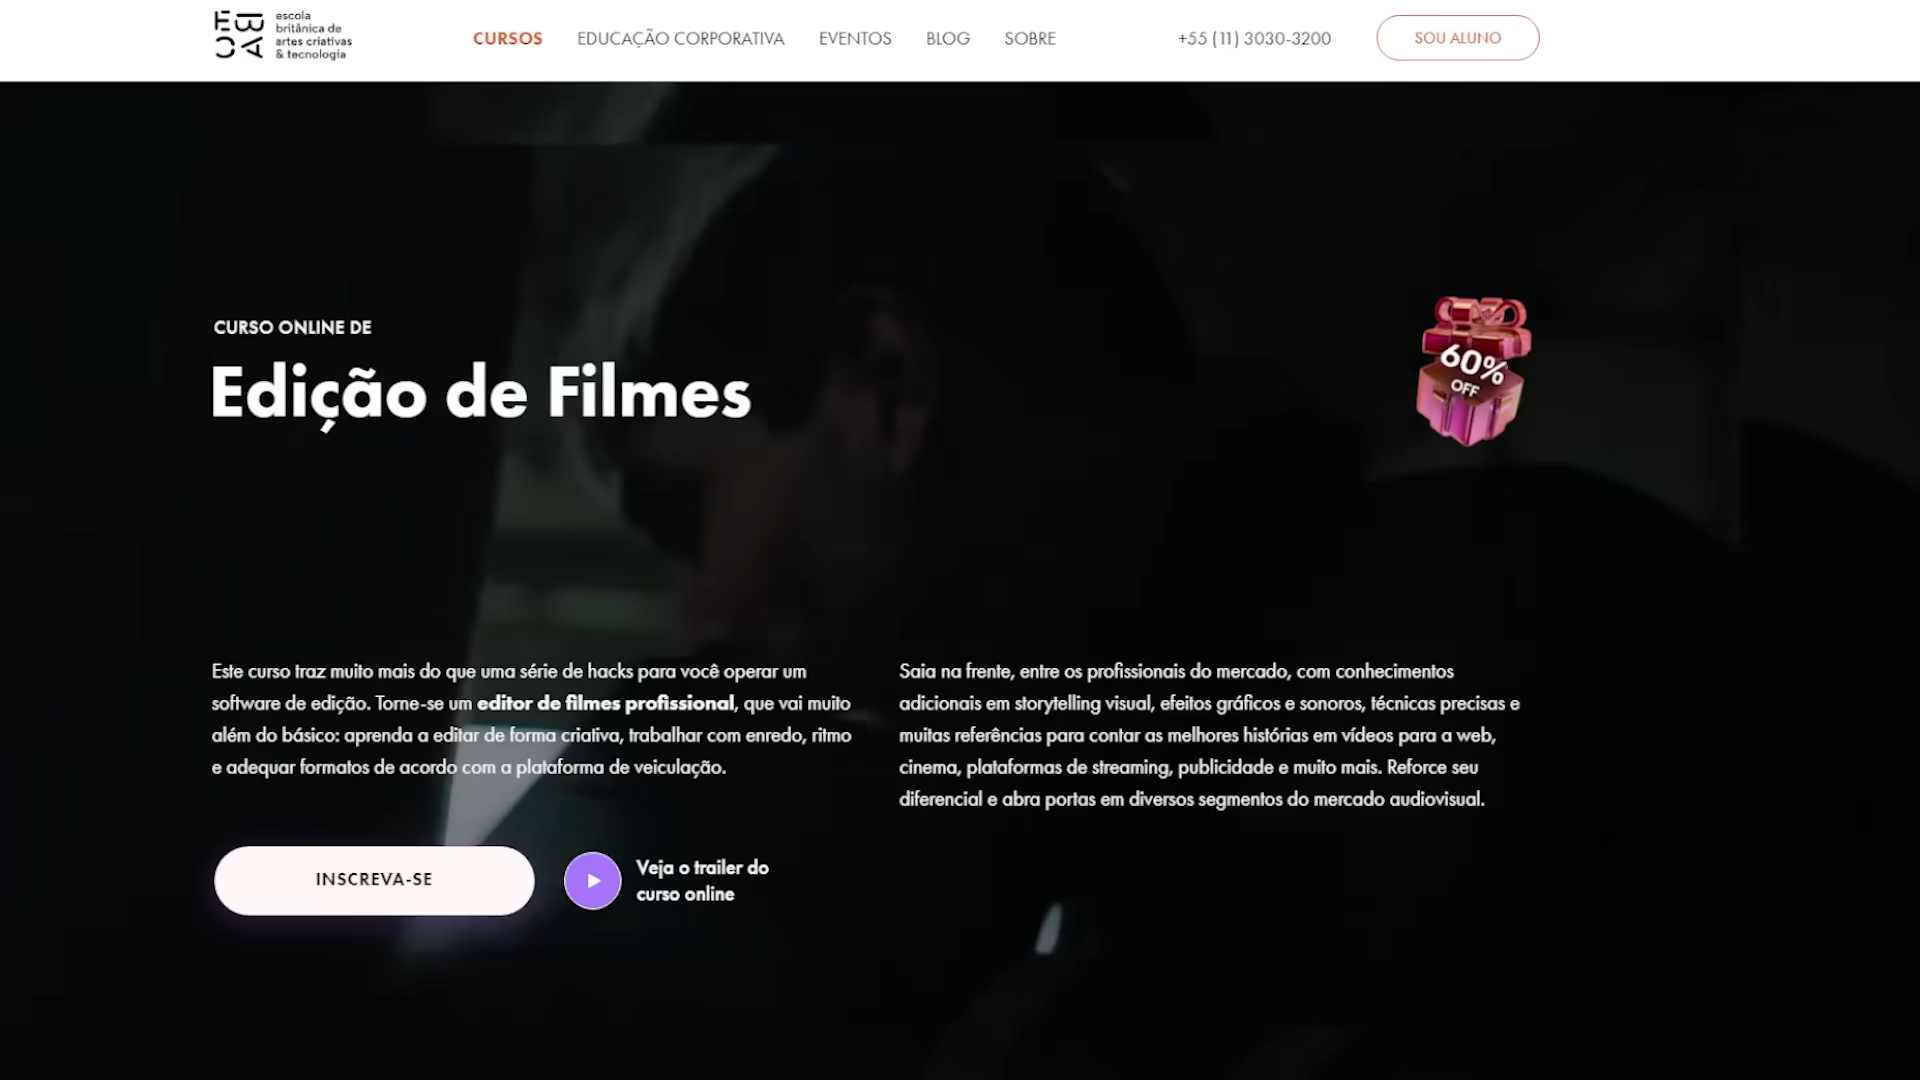 EBAC
escola
britânica de
artes criativas
& tecnologia
CURSOS
EDUCAÇÃO CORPORATIVA
EVENTOS
BLOG
SOBRE
+55 (11) 3030-3200
SOU ALUNO
CURSO ONLINE DE
Edição de Filmes
60%
OFF
Este curso traz muito mais do que uma série de hacks para você operar um
software de edição. Torne-se um editor de filmes profissional, que vai muito
além do básico: aprenda a editar de forma criativa, trabalhar com enredo, ritmo
e adequar formatos de acordo com a plataforma de veiculação.
Saia na frente, entre os profissionais do mercado, com conhecimentos
adicionais em storytelling visual, efeitos gráficos e sonoros, técnicas precisas e
muitas referências para contar as melhores histórias em vídeos para a web,
cinema, plataformas de streaming, publicidade e muito mais. Reforce seu
diferencial e abra portas em diversos segmentos do mercado audiovisual.
INSCREVA-SE
Veja o trailer do
curso online